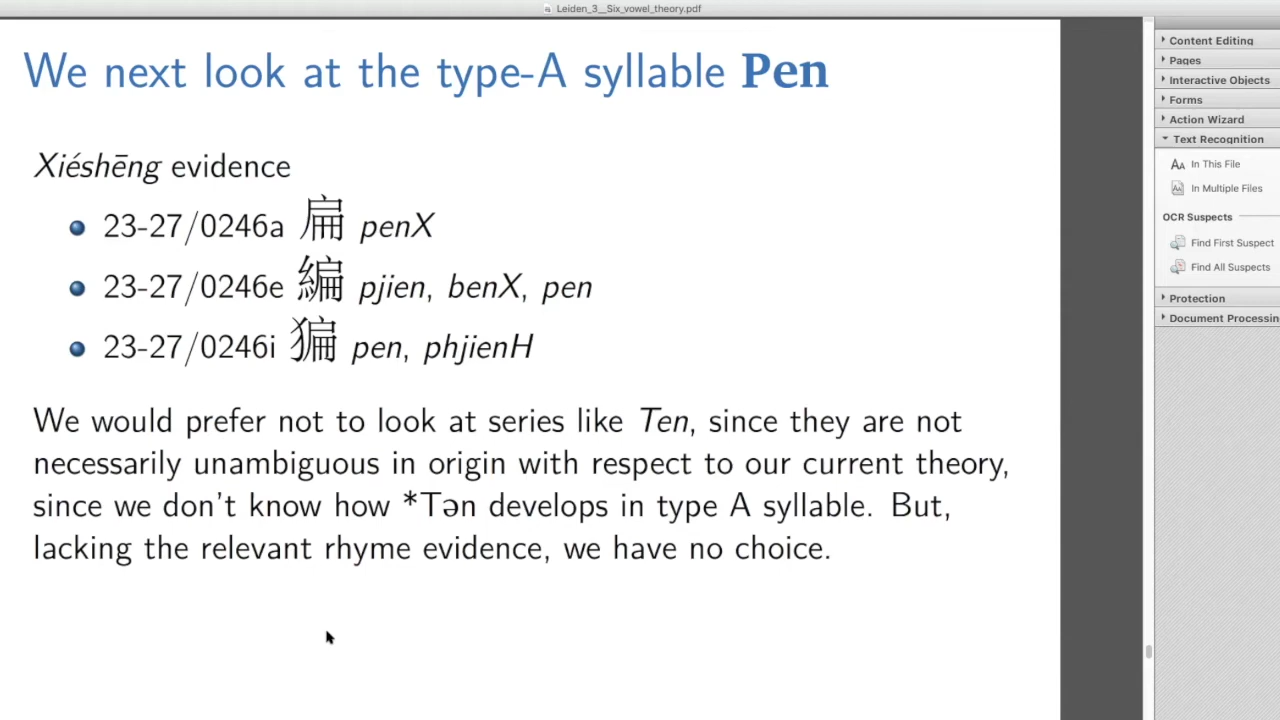 Leiden_3__Six_vowel_theory.pdf
We next look at the type-A syllable Pen
Xiéshēng evidence
23-27/0246a 扁 penX
23-27/0246e 編 pjien, benX, pen
23-27/0246i 猵 pen, phjienH
We would prefer not to look at series like Ten, since they are not
necessarily unambiguous in origin with respect to our current theory,
since we don't know how *Tən develops in type A syllable. But,
lacking the relevant rhyme evidence, we have no choice.
Content Editing
Pages
Interactive Objects
Forms
Action Wizard
Text Recognition
In This File
In Multiple Files
OCR Suspects
Find First Suspect
Find All Suspects
Protection
Document Processin